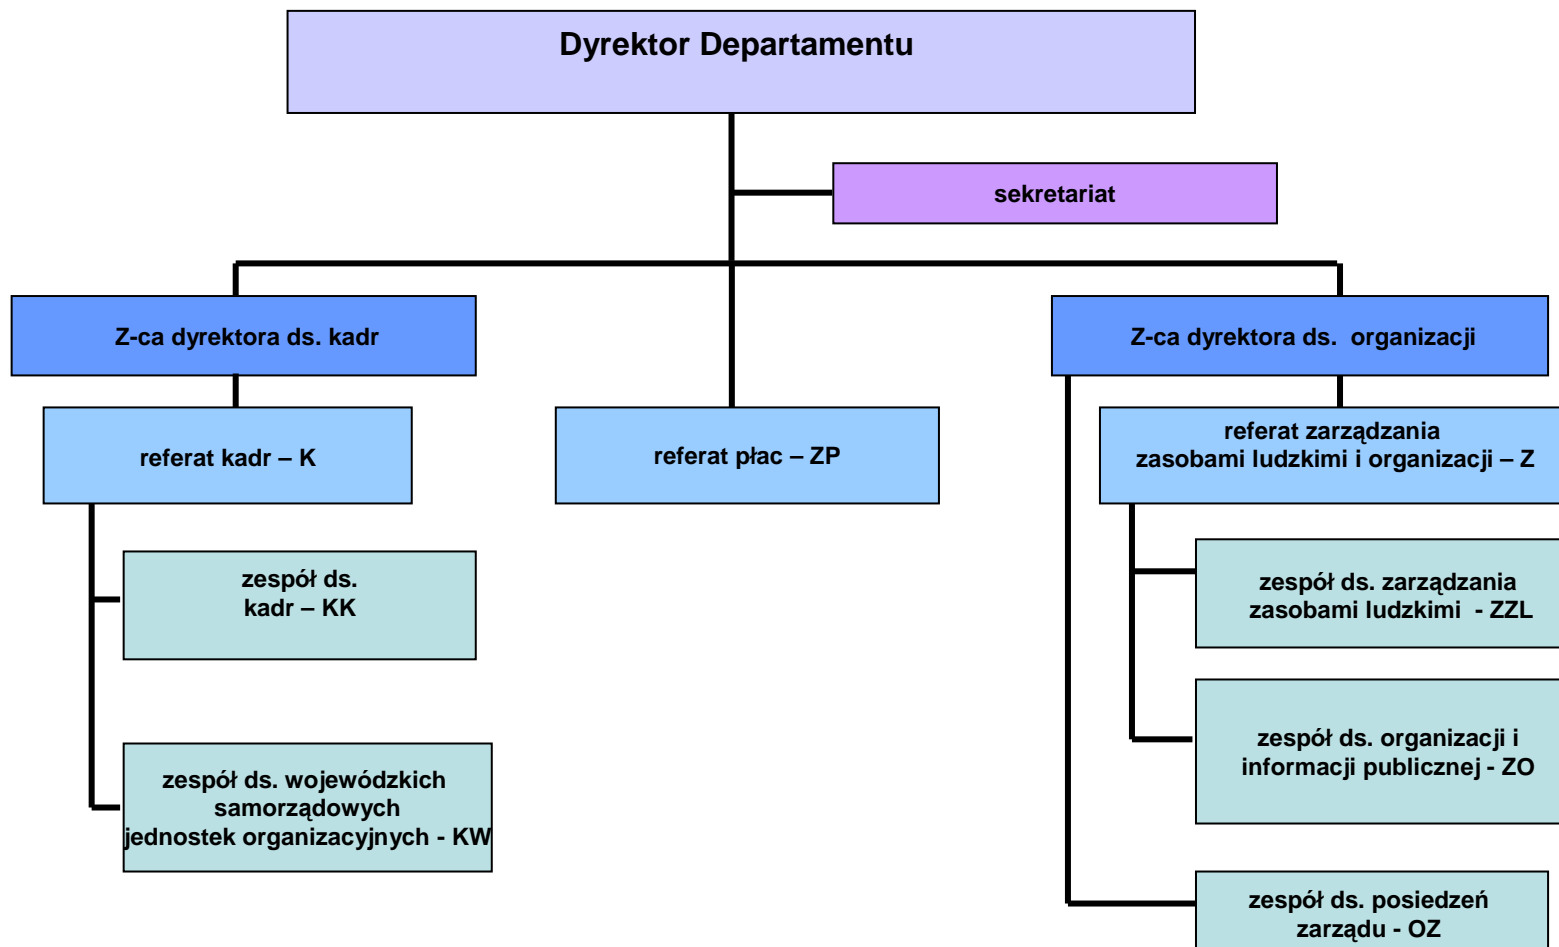 Dyrektor Departamentu
sekretariat
Z-ca dyrektora ds. kadr
Z-ca dyrektora ds.  organizacji
referat kadr – K
referat płac – ZP
referat zarządzania
zasobami ludzkimi i organizacji – Z
zespół ds.
kadr – KK
zespół ds. zarządzania
zasobami ludzkimi  - ZZL
zespół ds. wojewódzkich
samorządowych
jednostek organizacyjnych - KW
zespół ds. organizacji i
informacji publicznej - ZO
zespół ds. posiedzeń
zarządu - OZ